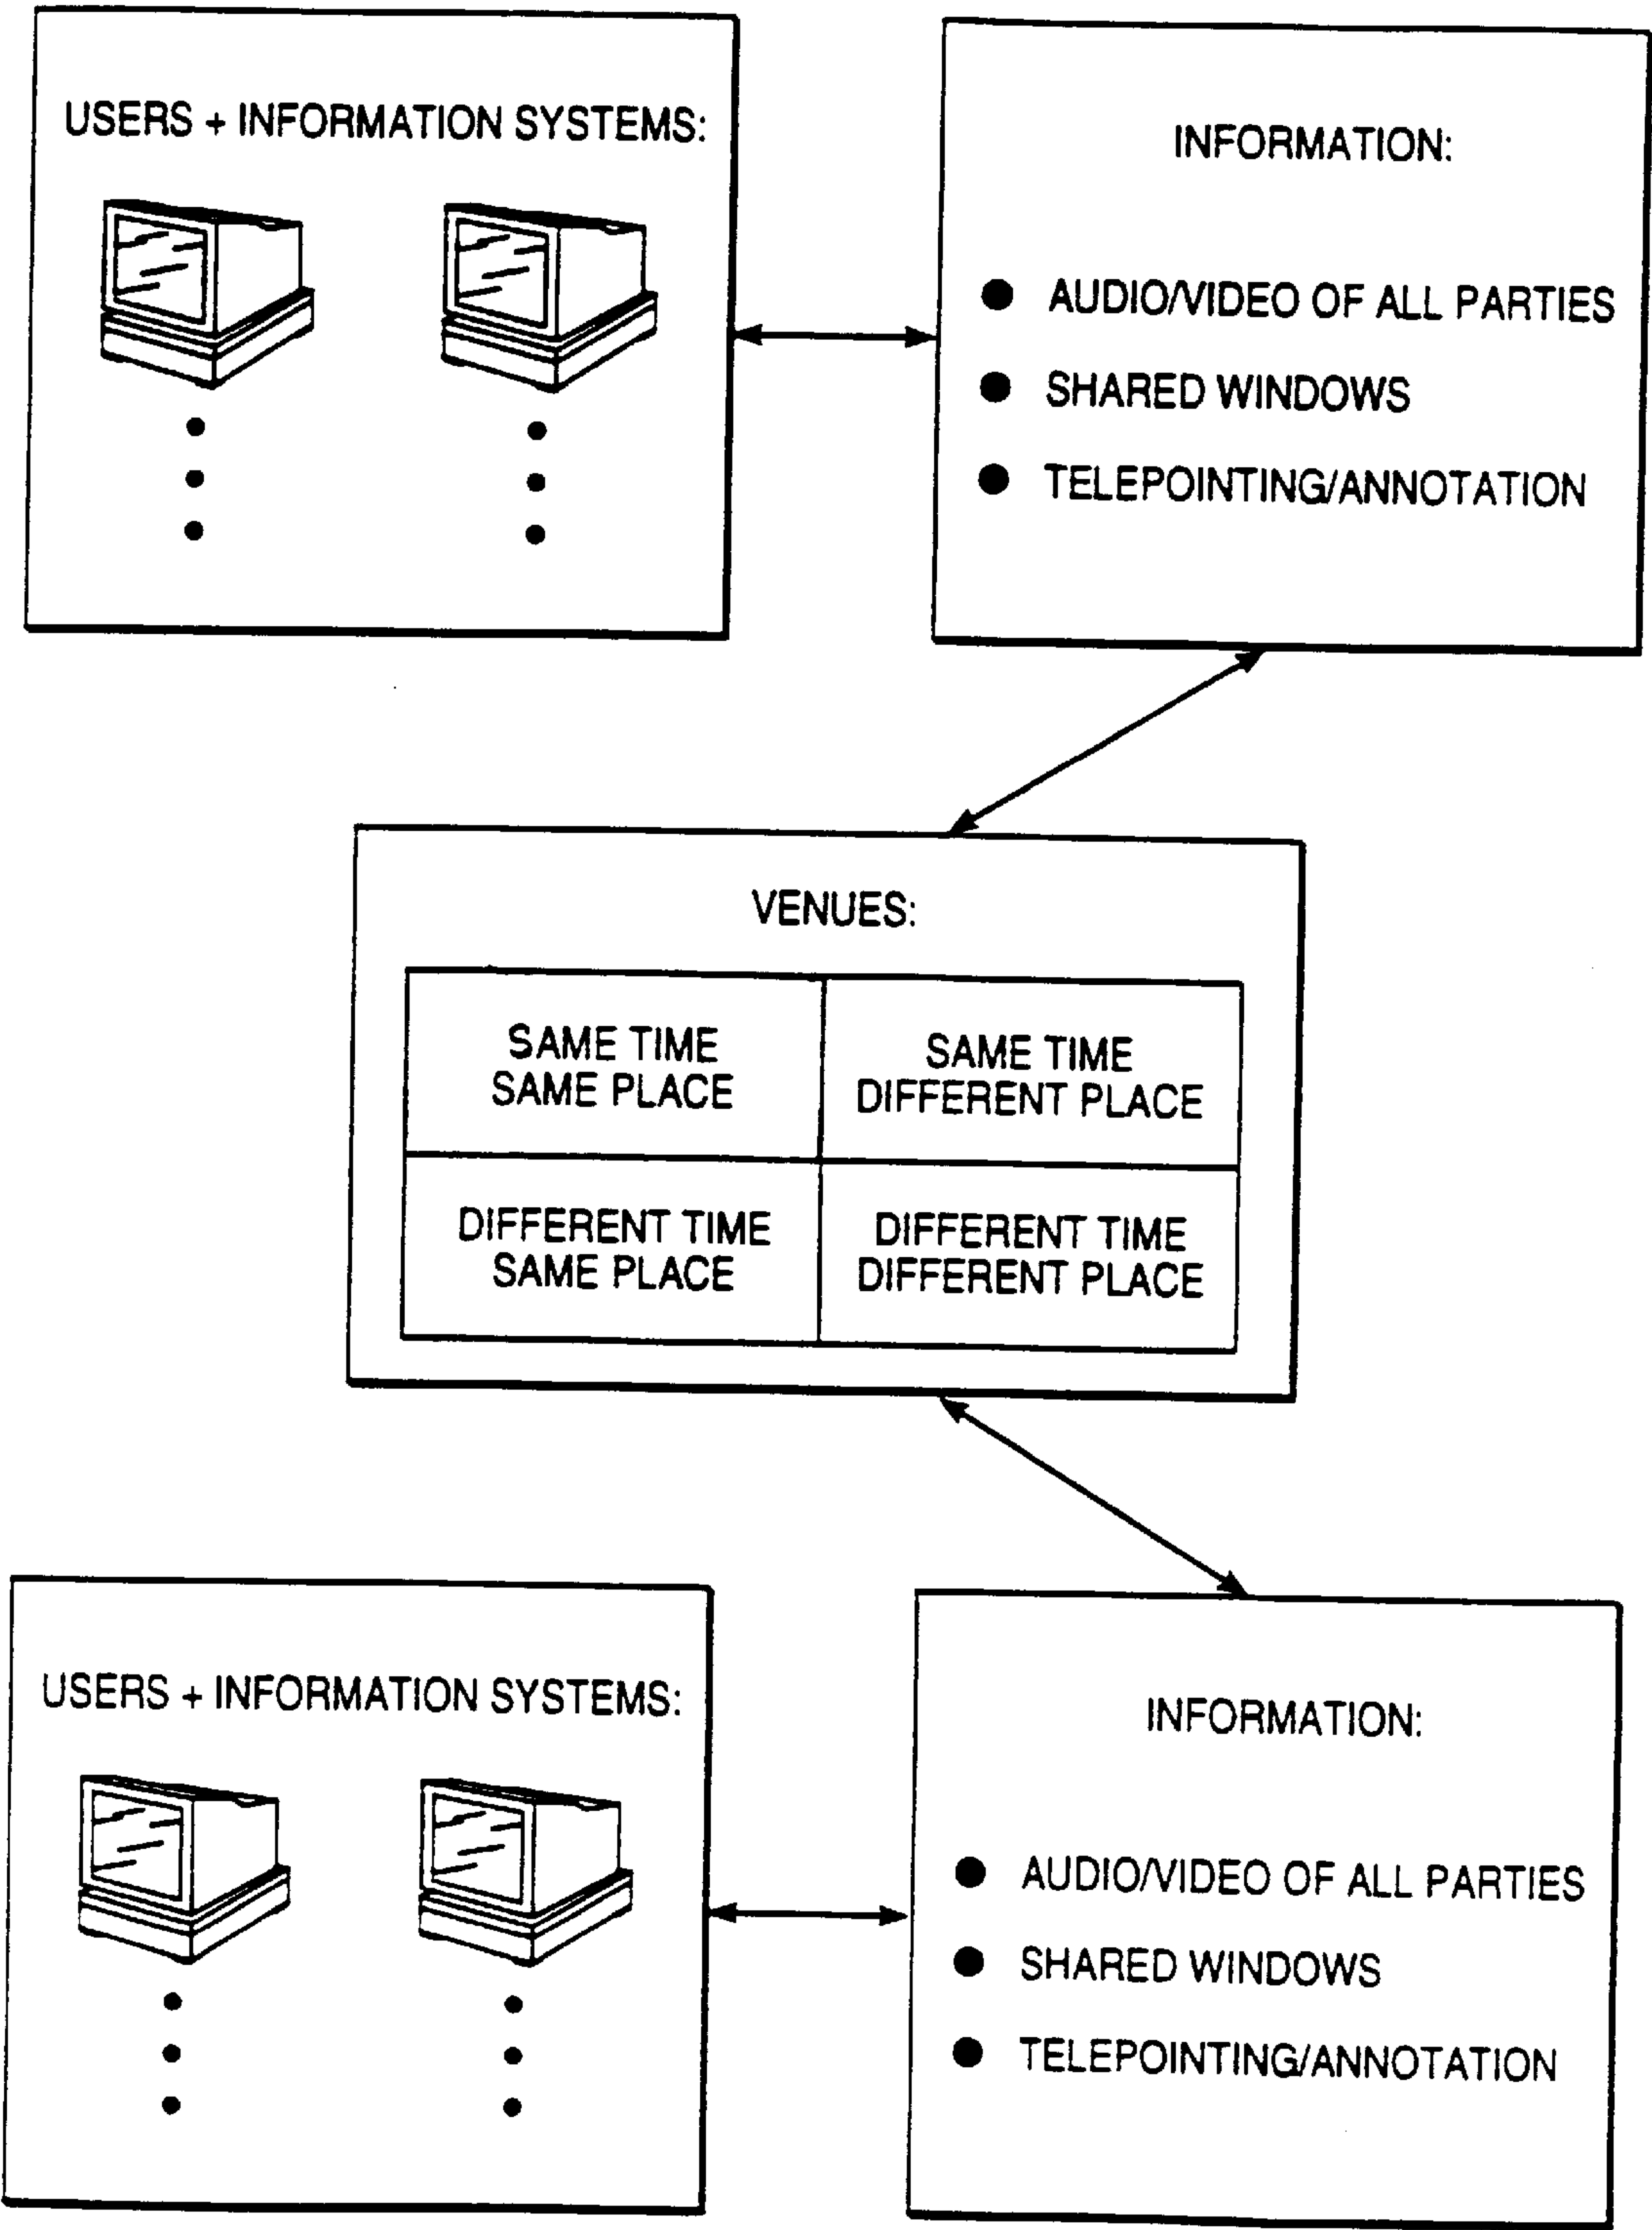 USERS + INFORMATION SYSTEMS:
INFORMATION:
● AUDIO/VIDEO OF ALL PARTIES
● SHARED WINDOWS
● TELEPOINTING/ANNOTATION
VENUES:
SAME TIME
SAME PLACE
SAME TIME
DIFFERENT PLACE
DIFFERENT TIME
SAME PLACE
DIFFERENT TIME
DIFFERENT PLACE
USERS + INFORMATION SYSTEMS:
INFORMATION:
● AUDIO/VIDEO OF ALL PARTIES
● SHARED WINDOWS
● TELEPOINTING/ANNOTATION